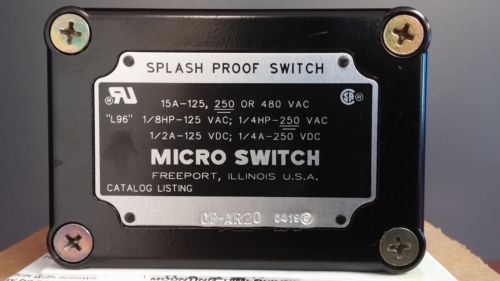 SPLASH PROOF SWITCH
15A-125, 250 OR 480 VAC
"L96" 1/8HP-125 VAC; 1/4HP-250 VAC
1/2A-125 VDC; 1/4A-250 VDC
MICRO SWITCH
FREEPORT, ILLINOIS U.S.A.
CATALOG LISTING
OP-AR20 0419©